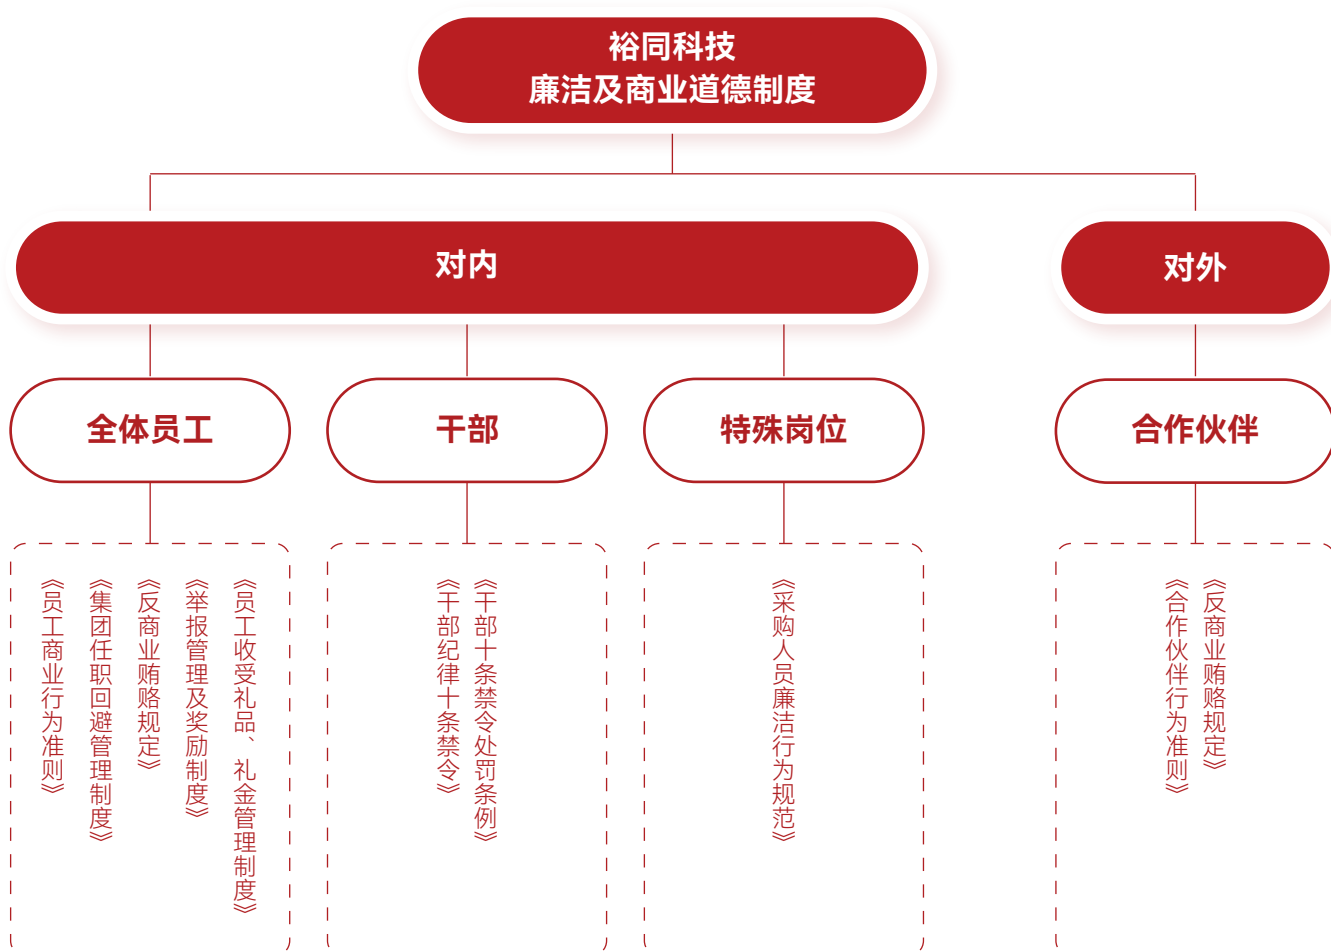 裕同科技
廉洁及商业道德制度
对内
对外
全体员工
干部
特殊岗位
合作伙伴
《员工商业行为准则》
《集团任职回避管理制度》
《反商业贿赂规定》
《举报管理及奖励制度》
《员工收受礼品、礼金管理制度》
《干部纪律十条禁令》
《干部十条禁令处罚条例》
《采购人员廉洁行为规范》
《合作伙伴行为准则》
《反商业贿赂规定》